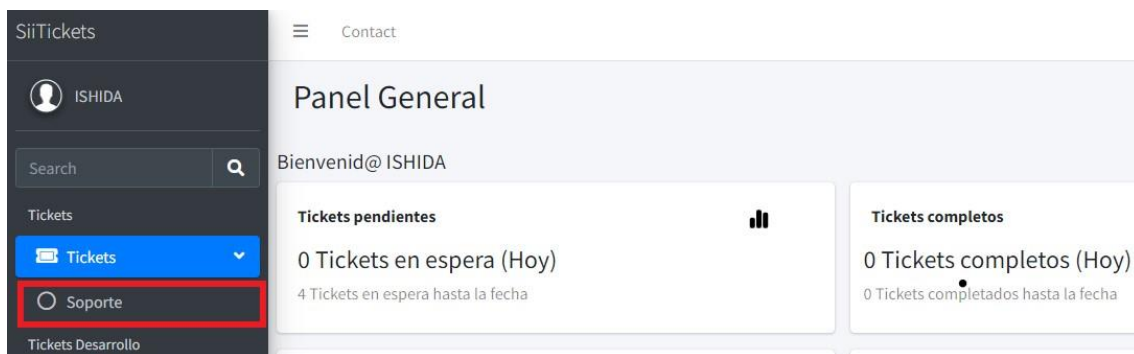 SiiTickets
Contact
ISHIDA
Panel General
Search
Bienvenid@ ISHIDA
Tickets
Tickets pendientes
Tickets completos
Tickets
0 Tickets en espera (Hoy)
0 Tickets completos (Hoy)
Soporte
4 Tickets en espera hasta la fecha
0 Tickets completados hasta la fecha
Tickets Desarrollo